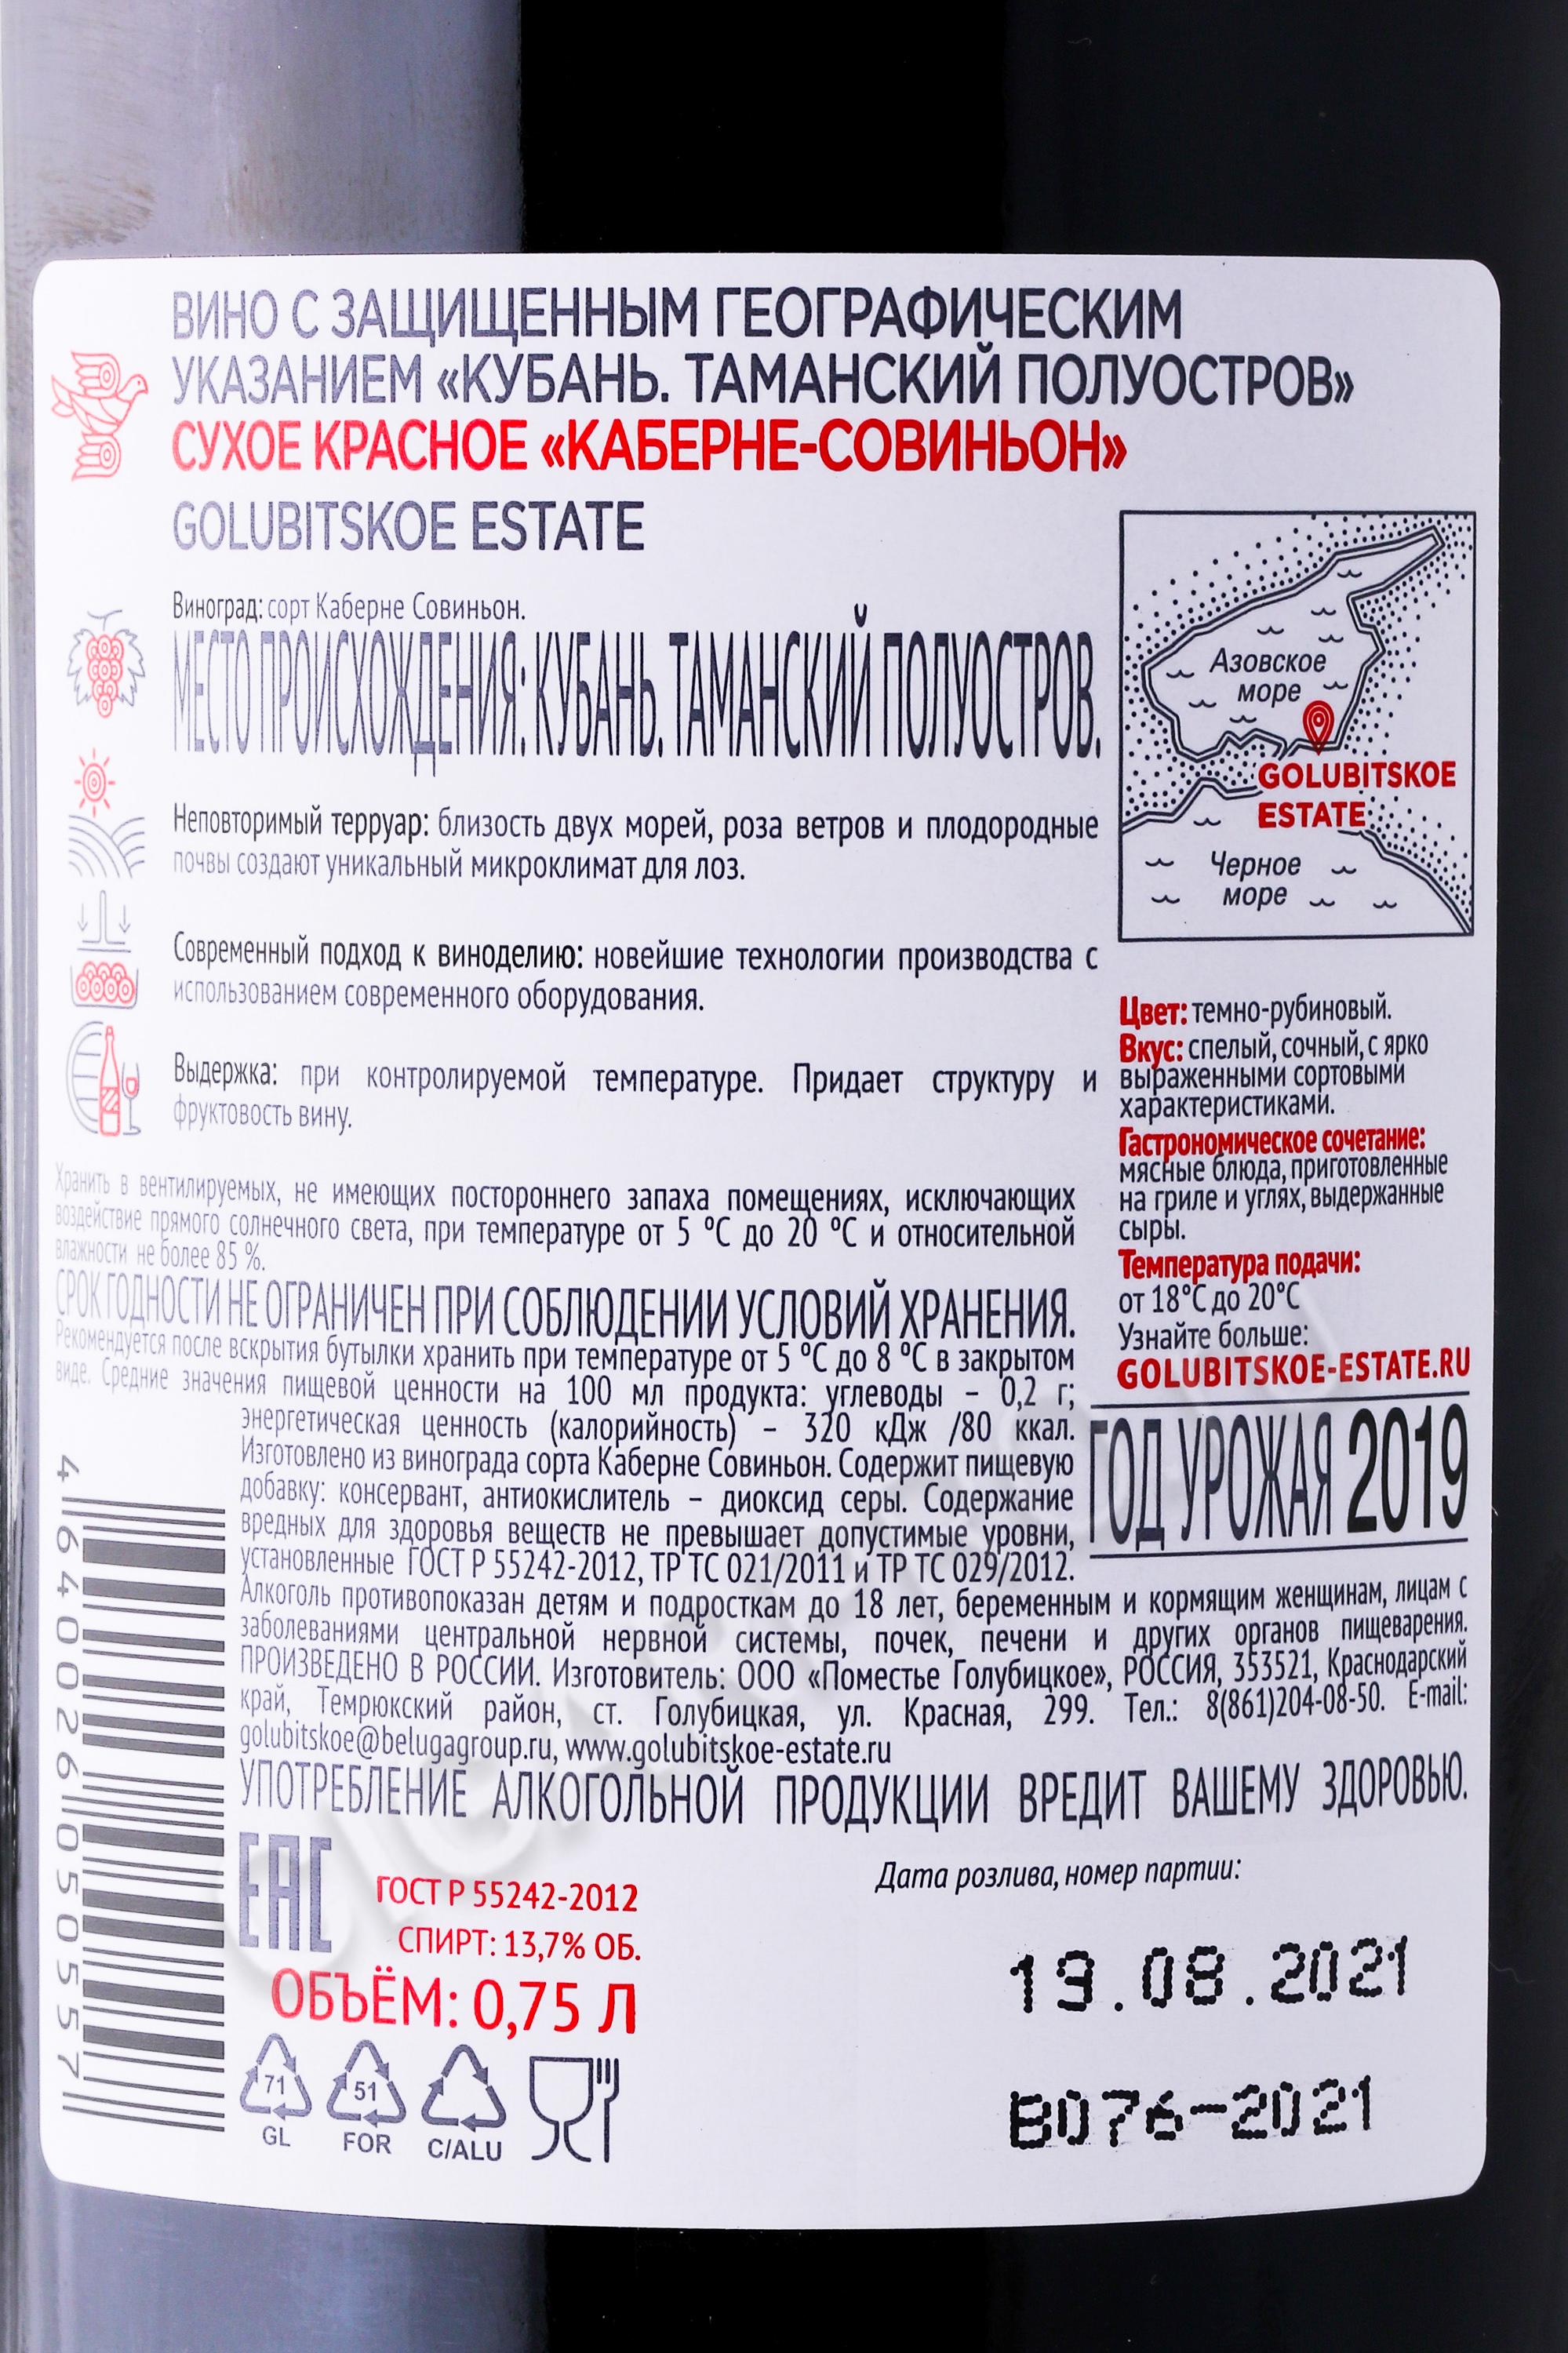 ВИНО С ЗАЩИЩЕННЫМ ГЕОГРАФИЧЕСКИМ
УКАЗАНИЕМ «КУБАНЬ. ТАМАНСКИЙ ПОЛУОСТРОВ»
СУХОЕ КРАСНОЕ «КАБЕРНЕ-СОВИНЬОН»
GOLUBITSKOE ESTATE
Виноград: сорт Каберне Совиньон.
МЕСТО ПРОИСХОЖДЕНИЯ: КУБАНЬ. ТАМАНСКИЙ ПОЛУОСТРОВ.
Неповторимый терруар: близость двух морей, роза ветров и плодородные
почвы создают уникальный микроклимат для лоз.
Современный подход к виноделию: новейшие технологии производства с
использованием современного оборудования.
Выдержка: при контролируемой температуре. Придает структуру и
фруктовость вину.
Азовское
море
GOLUBITSKOE
ESTATE
Черное
море
Цвет: темно-рубиновый.
Вкус: спелый, сочный, с ярко
выраженными сортовыми
характеристиками.
Гастрономическое сочетание:
мясные блюда, приготовленные
на гриле и углях, выдержанные
сыры.
Температура подачи:
от 18°С до 20°С
Узнайте больше:
GOLUBITSKOE-ESTATE.RU
ГОД УРОЖАЯ 2019
Хранить в вентилируемых, не имеющих постороннего запаха помещениях, исключающих
воздействие прямого солнечного света, при температуре от 5 °С до 20 °С и относительной
влажности не более 85 %.
СРОК ГОДНОСТИ НЕ ОГРАНИЧЕН ПРИ СОБЛЮДЕНИИ УСЛОВИЙ ХРАНЕНИЯ.
Рекомендуется после вскрытия бутылки хранить при температуре от 5 °С до 8 °С в закрытом
виде. Средние значения пищевой ценности на 100 мл продукта: углеводы – 0,2 г;
энергетическая ценность (калорийность) – 320 кДж /80 ккал.
Изготовлено из винограда сорта Каберне Совиньон. Содержит пищевую
добавку: консервант, антиокислитель – диоксид серы. Содержание
вредных для здоровья веществ не превышает допустимые уровни,
установленные ГОСТ Р 55242-2012, ТР ТС 021/2011 и ТР ТС 029/2012.
Алкоголь противопоказан детям и подросткам до 18 лет, беременным и кормящим женщинам, лицам с
заболеваниями центральной нервной системы, почек, печени и других органов пищеварения.
ПРОИЗВЕДЕНО В РОССИИ. Изготовитель: ООО «Поместье Голубицкое», РОССИЯ, 353521, Краснодарский
край, Темрюкский район, ст. Голубицкая, ул. Красная, 299. Тел.: 8(861)204-08-50. E-mail:
golubitskoe@belugagroup.ru, www.golubitskoe-estate.ru
УПОТРЕБЛЕНИЕ АЛКОГОЛЬНОЙ ПРОДУКЦИИ ВРЕДИТ ВАШЕМУ ЗДОРОВЬЮ.
4 640026 050557
ЕАС
ГОСТ Р 55242-2012
СПИРТ: 13,7% ОБ.
ОБЪЁМ: 0,75 Л
71
GL
51
FOR
C/ALU
Дата розлива, номер партии:
19.08.2021
B076-2021